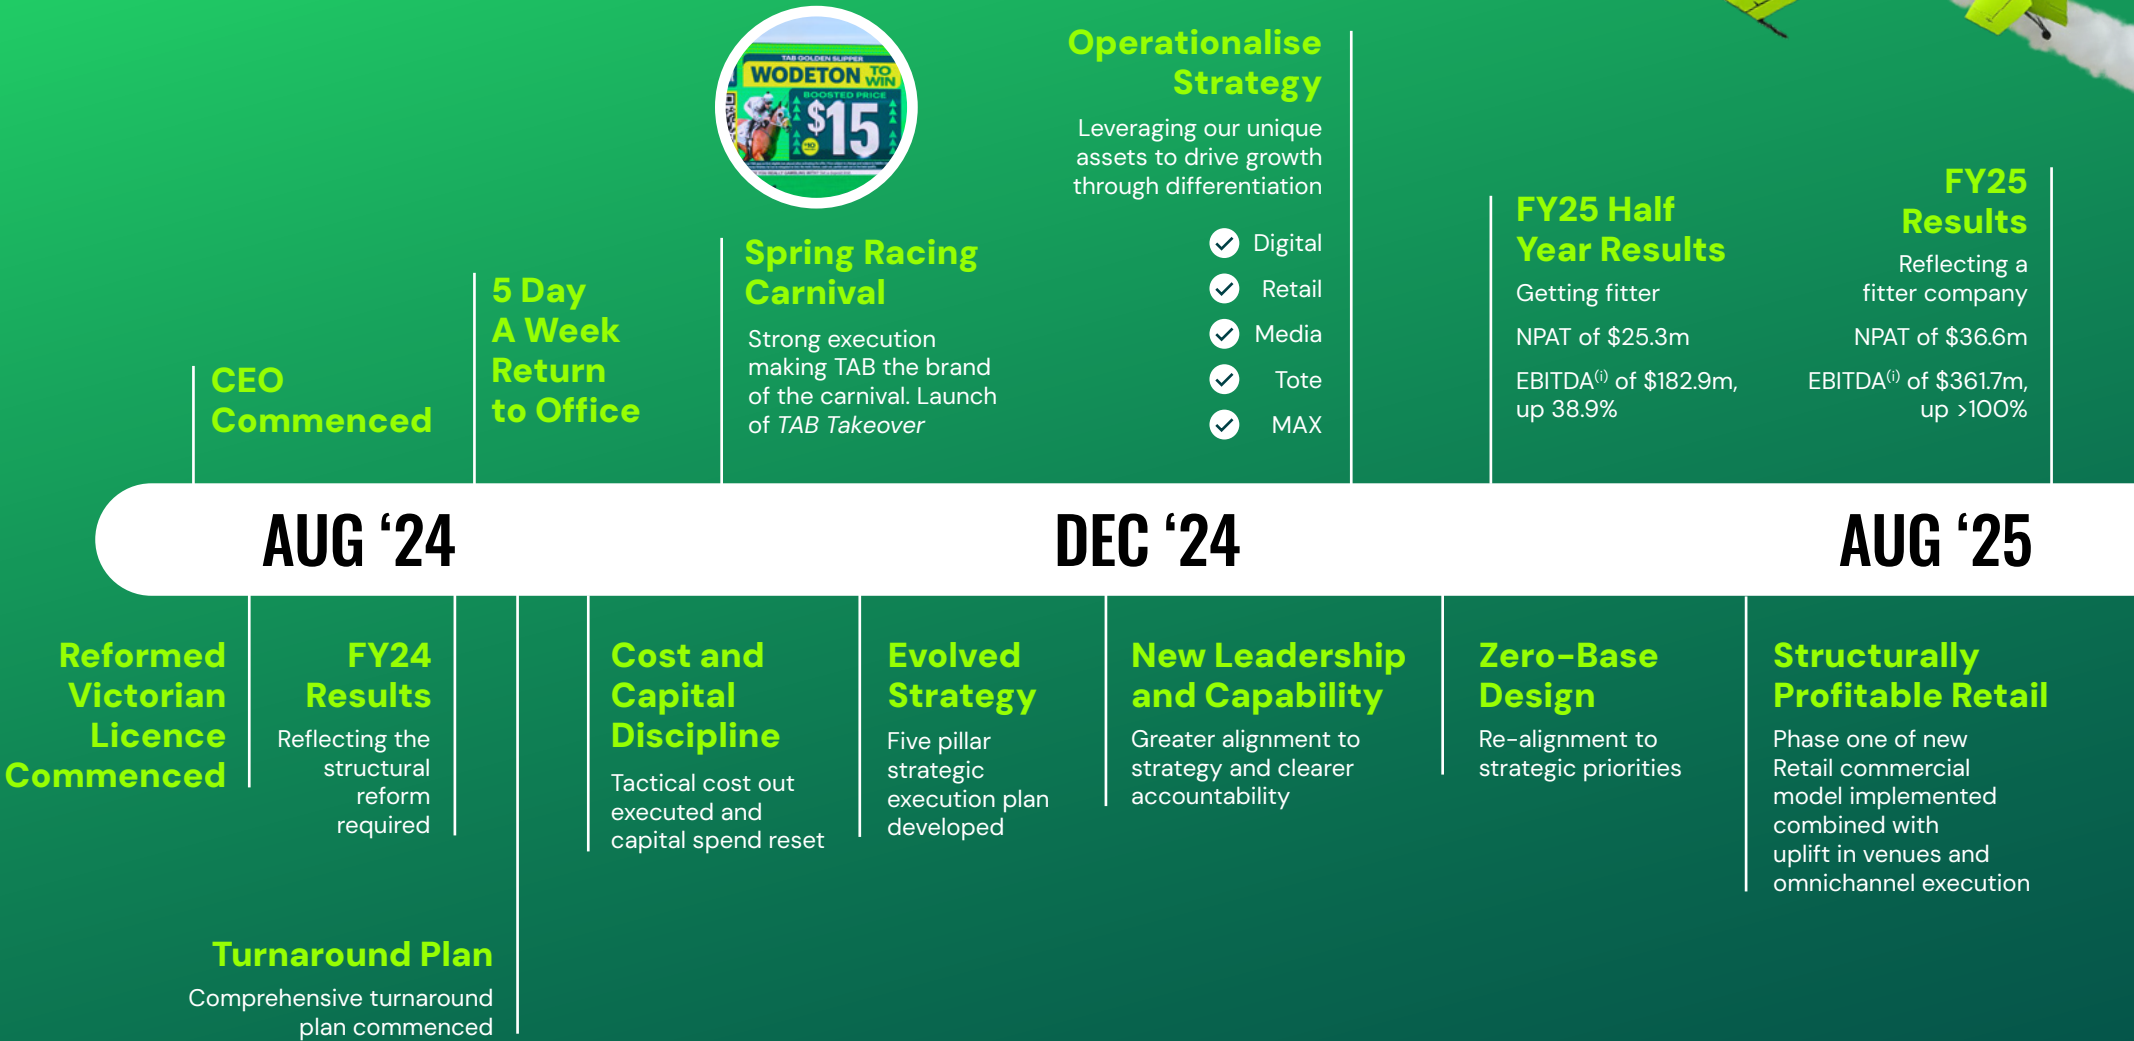 TAB GOLDEN SLIPPER
WODETON TO WIN
BOOSTED PRICE
$15
Operationalise
Strategy
Leveraging our unique
assets to drive growth
through differentiation
Digital
Retail
Media
Tote
MAX
FY25 Half
Year Results
Getting fitter
NPAT of $25.3m
EBITDA⁽ⁱ⁾ of $182.9m,
up 38.9%
FY25
Results
Reflecting a
fitter company
NPAT of $36.6m
EBITDA⁽ⁱ⁾ of $361.7m,
up >100%
Spring Racing
Carnival
Strong execution
making TAB the brand
of the carnival. Launch
of TAB Takeover
5 Day
A Week
Return
to Office
CEO
Commenced
AUG ‘24
DEC ‘24
AUG ‘25
Reformed
Victorian
Licence
Commenced
FY24
Results
Reflecting the
structural
reform
required
Turnaround Plan
Comprehensive turnaround
plan commenced
Cost and
Capital
Discipline
Tactical cost out
executed and
capital spend reset
Evolved
Strategy
Five pillar
strategic
execution plan
developed
New Leadership
and Capability
Greater alignment to
strategy and clearer
accountability
Zero-Base
Design
Re-alignment to
strategic priorities
Structurally
Profitable Retail
Phase one of new
Retail commercial
model implemented
combined with
uplift in venues and
omnichannel execution